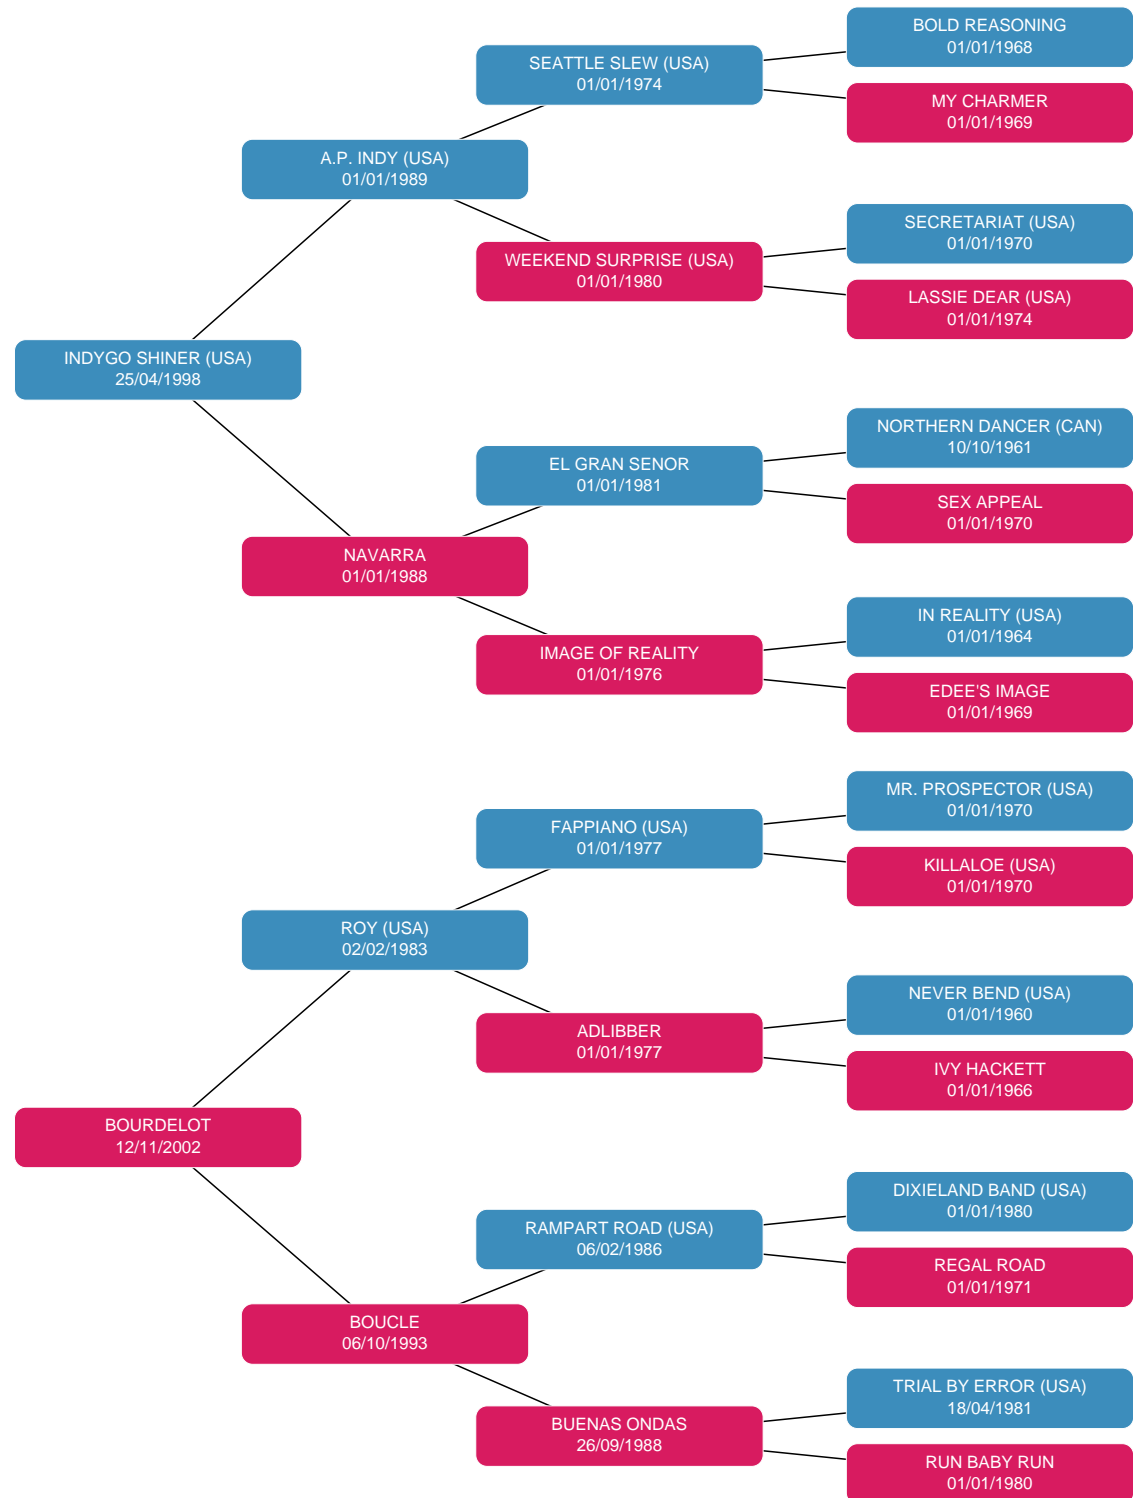 BOLD REASONING
01/01/1968
SEATTLE SLEW (USA)
01/01/1974
MY CHARMER
01/01/1969
A.P. INDY (USA)
01/01/1989
SECRETARIAT (USA)
01/01/1970
WEEKEND SURPRISE (USA)
01/01/1980
LASSIE DEAR (USA)
01/01/1974
INDYGO SHINER (USA)
25/04/1998
NORTHERN DANCER (CAN)
10/10/1961
EL GRAN SENOR
01/01/1981
SEX APPEAL
01/01/1970
NAVARRA
01/01/1988
IN REALITY (USA)
01/01/1964
IMAGE OF REALITY
01/01/1976
EDEE'S IMAGE
01/01/1969
MR. PROSPECTOR (USA)
01/01/1970
FAPPIANO (USA)
01/01/1977
KILLALOE (USA)
01/01/1970
ROY (USA)
02/02/1983
NEVER BEND (USA)
01/01/1960
ADLIBBER
01/01/1977
IVY HACKETT
01/01/1966
BOURDELOT
12/11/2002
DIXIELAND BAND (USA)
01/01/1980
RAMPART ROAD (USA)
06/02/1986
REGAL ROAD
01/01/1971
BOUCLE
06/10/1993
TRIAL BY ERROR (USA)
18/04/1981
BUENAS ONDAS
26/09/1988
RUN BABY RUN
01/01/1980